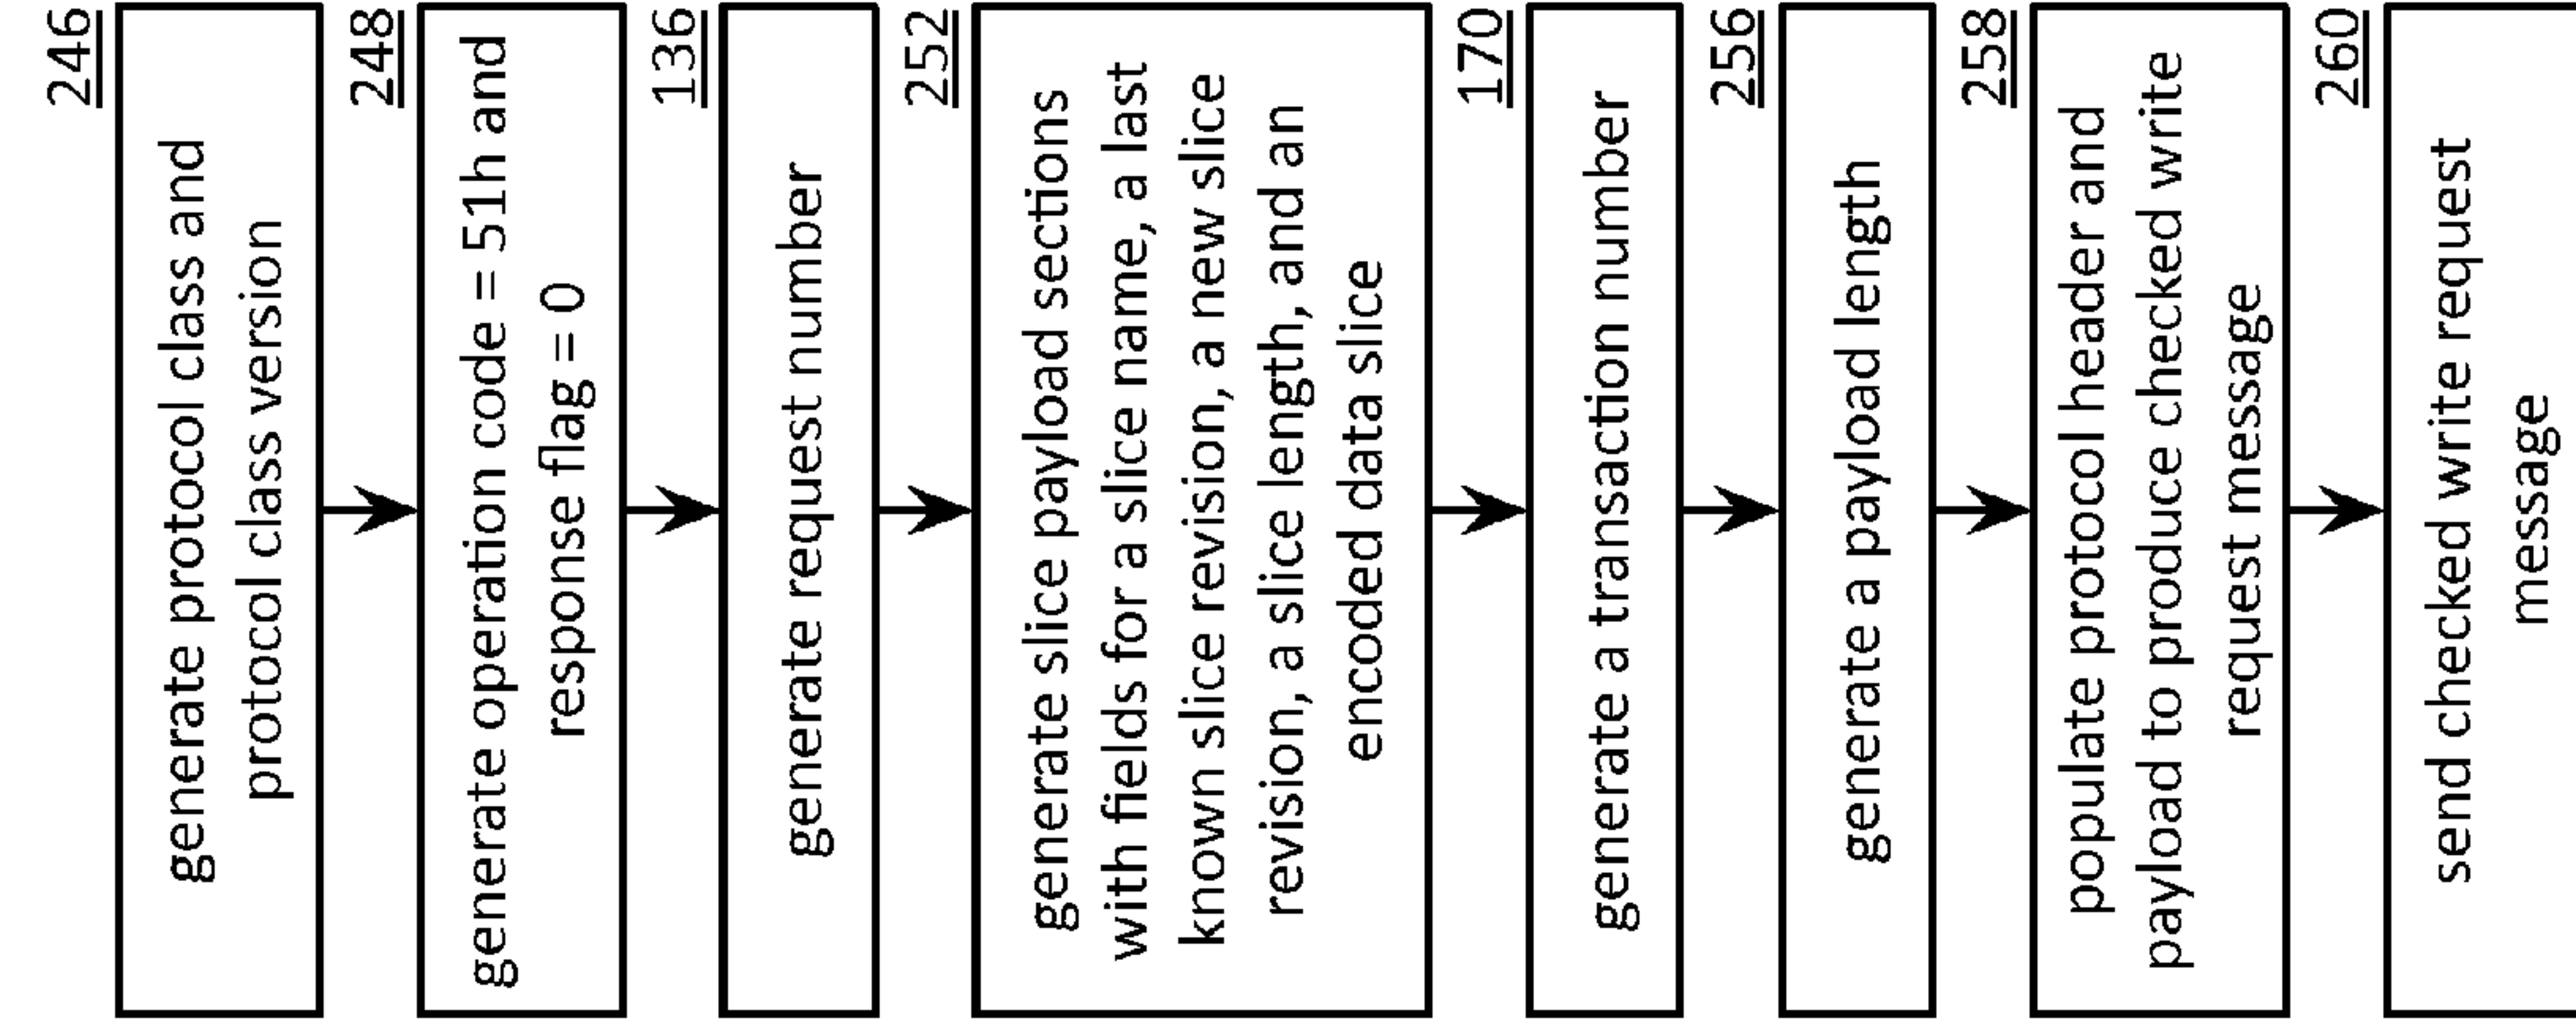 246
generate protocol class and
protocol class version
248
generate operation code = 51h and
response flag = 0
136
generate request number
252
generate slice payload sections
with fields for a slice name, a last
known slice revision, a new slice
revision, a slice length, and an
encoded data slice
170
generate a transaction number
256
generate a payload length
258
populate protocol header and
payload to produce checked write
request message
260
send checked write request
message